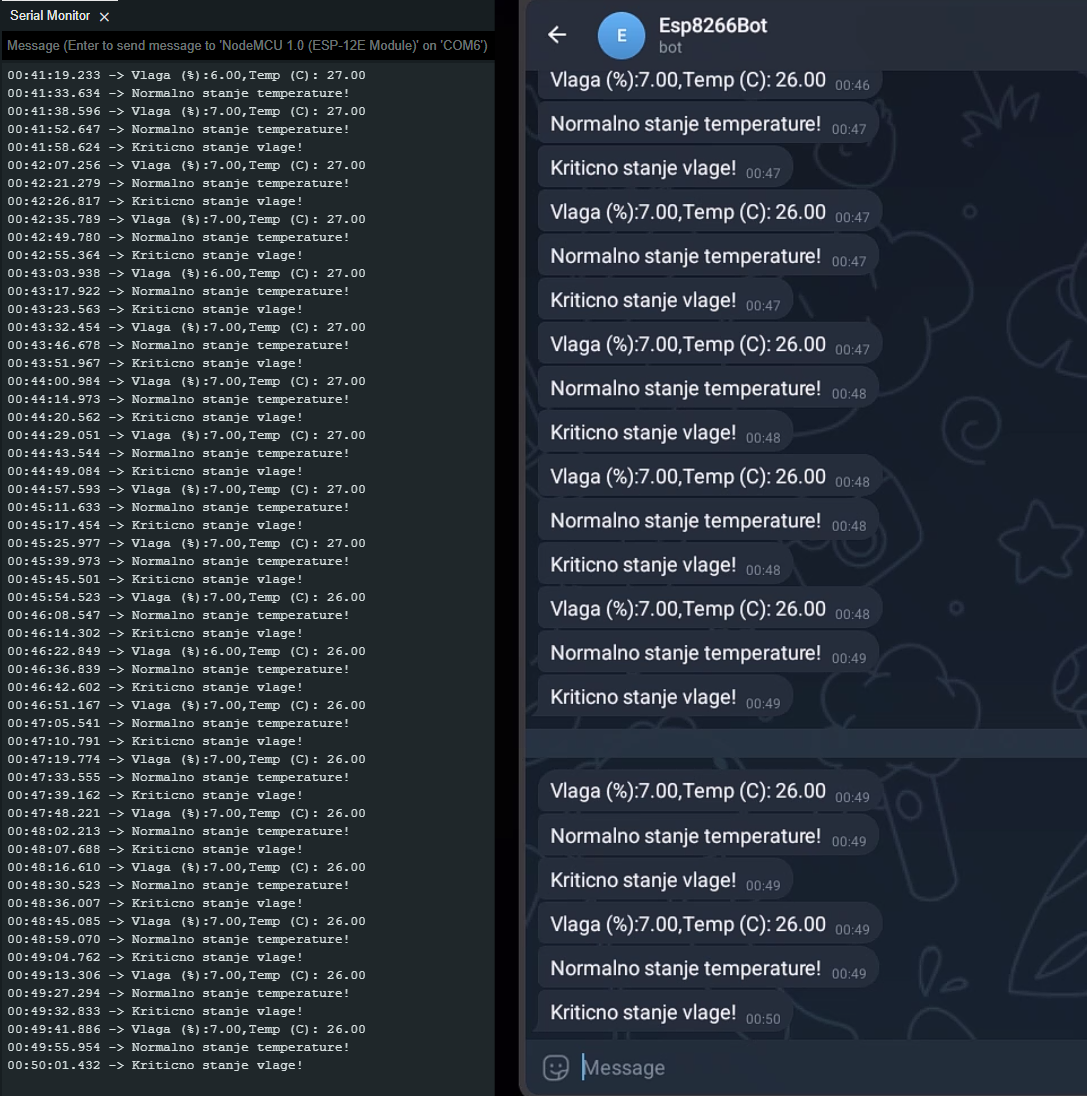 Serial Monitor ×
Message (Enter to send message to 'NodeMCU 1.0 (ESP-12E Module)' on 'COM6')
00:41:19.233 -> Vlaga (%):6.00,Temp (C): 27.00
00:41:33.634 -> Normalno stanje temperature!
00:41:38.596 -> Vlaga (%):7.00,Temp (C): 27.00
00:41:52.647 -> Normalno stanje temperature!
00:41:58.624 -> Kriticno stanje vlage!
00:42:07.256 -> Vlaga (%):7.00,Temp (C): 27.00
00:42:21.279 -> Normalno stanje temperature!
00:42:26.817 -> Kriticno stanje vlage!
00:42:35.789 -> Vlaga (%):7.00,Temp (C): 27.00
00:42:49.780 -> Normalno stanje temperature!
00:42:55.364 -> Kriticno stanje vlage!
00:43:03.938 -> Vlaga (%):6.00,Temp (C): 27.00
00:43:17.922 -> Normalno stanje temperature!
00:43:23.563 -> Kriticno stanje vlage!
00:43:32.454 -> Vlaga (%):7.00,Temp (C): 27.00
00:43:46.678 -> Normalno stanje temperature!
00:43:51.967 -> Kriticno stanje vlage!
00:44:00.984 -> Vlaga (%):7.00,Temp (C): 27.00
00:44:14.973 -> Normalno stanje temperature!
00:44:20.562 -> Kriticno stanje vlage!
00:44:29.051 -> Vlaga (%):7.00,Temp (C): 27.00
00:44:43.544 -> Normalno stanje temperature!
00:44:49.084 -> Kriticno stanje vlage!
00:44:57.593 -> Vlaga (%):7.00,Temp (C): 27.00
00:45:11.633 -> Normalno stanje temperature!
00:45:17.454 -> Kriticno stanje vlage!
00:45:25.977 -> Vlaga (%):7.00,Temp (C): 27.00
00:45:39.973 -> Normalno stanje temperature!
00:45:45.501 -> Kriticno stanje vlage!
00:45:54.523 -> Vlaga (%):7.00,Temp (C): 26.00
00:46:08.547 -> Normalno stanje temperature!
00:46:14.302 -> Kriticno stanje vlage!
00:46:22.849 -> Vlaga (%):6.00,Temp (C): 26.00
00:46:36.839 -> Normalno stanje temperature!
00:46:42.602 -> Kriticno stanje vlage!
00:46:51.167 -> Vlaga (%):7.00,Temp (C): 26.00
00:47:05.541 -> Normalno stanje temperature!
00:47:10.791 -> Kriticno stanje vlage!
00:47:19.774 -> Vlaga (%):7.00,Temp (C): 26.00
00:47:33.555 -> Normalno stanje temperature!
00:47:39.162 -> Kriticno stanje vlage!
00:47:48.221 -> Vlaga (%):7.00,Temp (C): 26.00
00:48:02.213 -> Normalno stanje temperature!
00:48:07.688 -> Kriticno stanje vlage!
00:48:16.610 -> Vlaga (%):7.00,Temp (C): 26.00
00:48:30.523 -> Normalno stanje temperature!
00:48:36.007 -> Kriticno stanje vlage!
00:48:45.085 -> Vlaga (%):7.00,Temp (C): 26.00
00:48:59.070 -> Normalno stanje temperature!
00:49:04.762 -> Kriticno stanje vlage!
00:49:13.306 -> Vlaga (%):7.00,Temp (C): 26.00
00:49:27.294 -> Normalno stanje temperature!
00:49:32.833 -> Kriticno stanje vlage!
00:49:41.886 -> Vlaga (%):7.00,Temp (C): 26.00
00:49:55.954 -> Normalno stanje temperature!
00:50:01.432 -> Kriticno stanje vlage!
E
Esp8266Bot
bot
Vlaga (%):7.00,Temp (C): 26.00 00:46
Normalno stanje temperature! 00:47
Kriticno stanje vlage! 00:47
Vlaga (%):7.00,Temp (C): 26.00 00:47
Normalno stanje temperature! 00:47
Kriticno stanje vlage! 00:47
Vlaga (%):7.00,Temp (C): 26.00 00:47
Normalno stanje temperature! 00:48
Kriticno stanje vlage! 00:48
Vlaga (%):7.00,Temp (C): 26.00 00:48
Normalno stanje temperature! 00:48
Kriticno stanje vlage! 00:48
Vlaga (%):7.00,Temp (C): 26.00 00:48
Normalno stanje temperature! 00:49
Kriticno stanje vlage! 00:49
Vlaga (%):7.00,Temp (C): 26.00 00:49
Normalno stanje temperature! 00:49
Kriticno stanje vlage! 00:49
Vlaga (%):7.00,Temp (C): 26.00 00:49
Normalno stanje temperature! 00:49
Kriticno stanje vlage! 00:50
Message